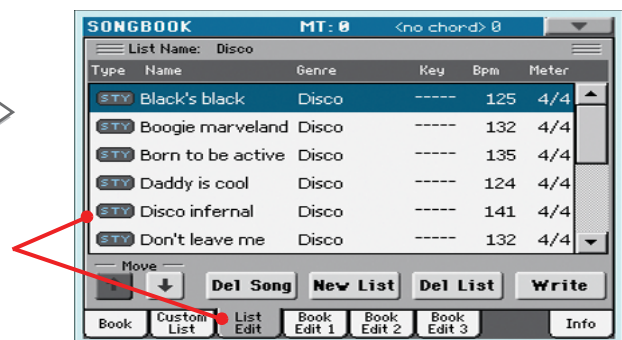 SONGBOOK MT: 0 <no chord> 0
List Name: Disco
Type Name Genre Key Bpm Meter
STY Black's black Disco ----- 125 4/4
STY Boogie marveland Disco ----- 132 4/4
STY Born to be active Disco ----- 135 4/4
STY Daddy is cool Disco ----- 124 4/4
STY Disco infernal Disco ----- 141 4/4
STY Don't leave me Disco ----- 132 4/4
Move
Del Song New List Del List Write
Book Custom List List Edit Book Edit 1 Book Edit 2 Book Edit 3 Info